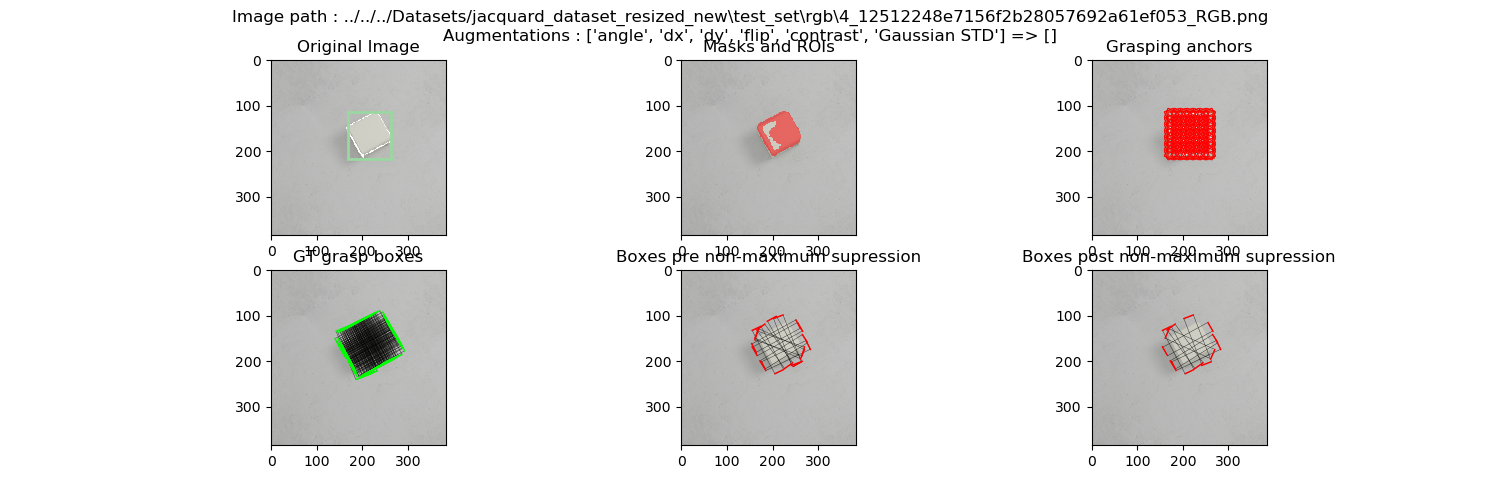 Image path : ../../../Datasets/jacquard_dataset_resized_new\test_set\rgb\4_12512248e7156f2b28057692a61ef053_RGB.png
Augmentations : ['angle', 'dx', 'dy', 'flip', 'contrast', 'Gaussian STD'] => []
Original Image
Masks and ROIs
Grasping anchors
0
100
200
300
0 100 200 300
0
100
200
300
0 100 200 300
0
100
200
300
0 100 200 300
GT grasp boxes
Boxes pre non-maximum supression
Boxes post non-maximum supression
0
100
200
300
0 100 200 300
0
100
200
300
0 100 200 300
0
100
200
300
0 100 200 300